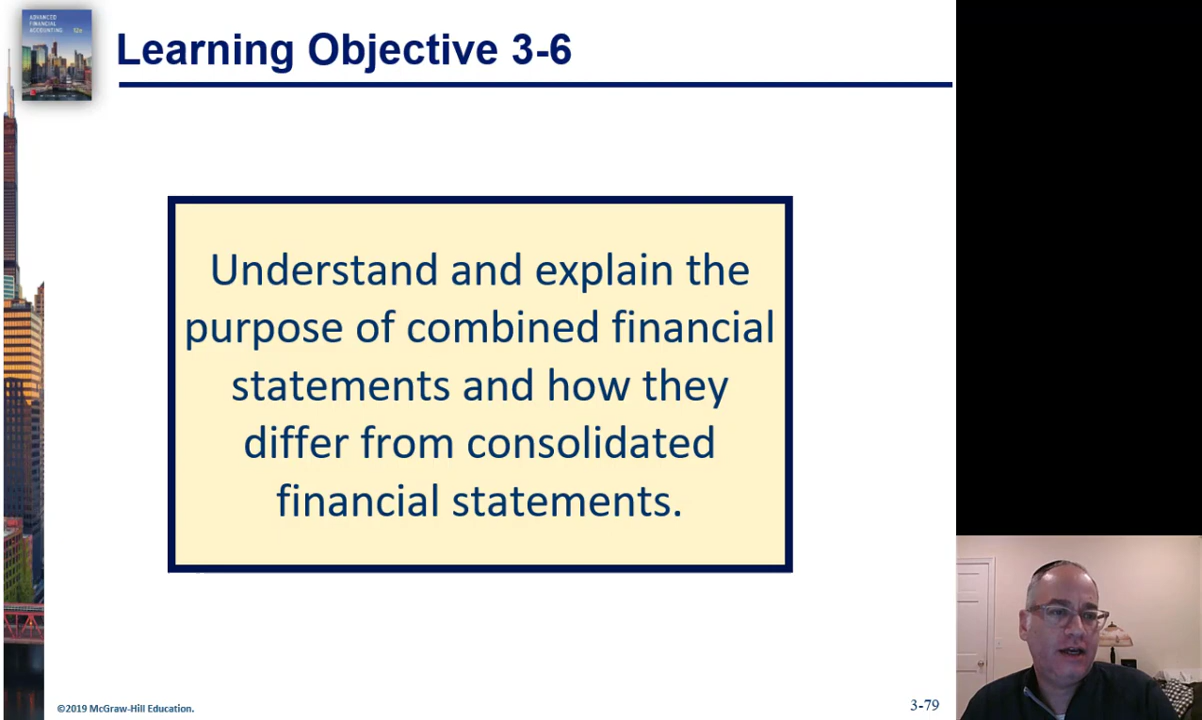 ADVANCED
FINANCIAL
ACCOUNTING 12e
Learning Objective 3-6
Understand and explain the
purpose of combined financial
statements and how they
differ from consolidated
financial statements.
©2019 McGraw-Hill Education.
3-79